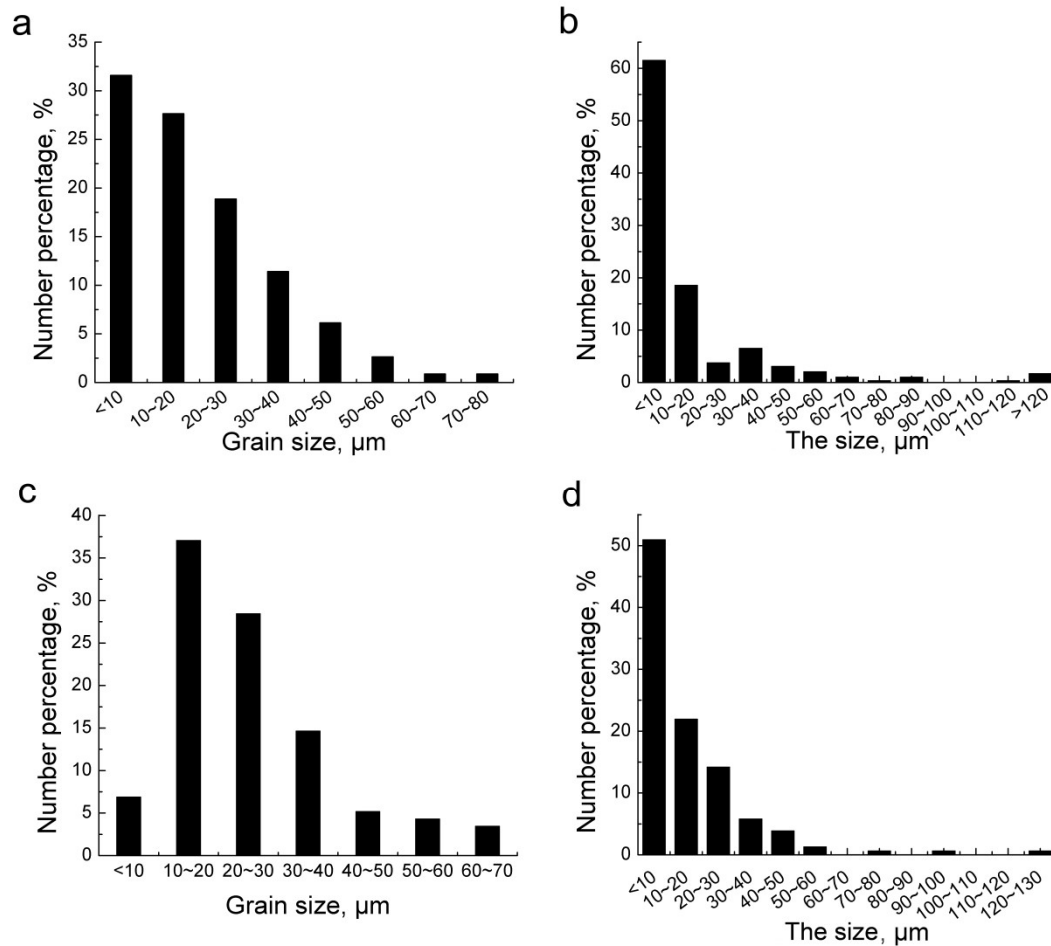 a
Number percentage, %
35
30
25
20
15
10
5
0
<10 10~20 20~30 30~40 40~50 50~60 60~70 70~80
Grain size, μm
b
Number percentage, %
60
50
40
30
20
10
0
<10 10~20 20~30 30~40 40~50 50~60 60~70 70~80 80~90 90~100 100~110 110~120 >120
The size, μm
c
Number percentage, %
40
35
30
25
20
15
10
5
0
<10 10~20 20~30 30~40 40~50 50~60 60~70
Grain size, μm
d
Number percentage, %
50
40
30
20
10
0
<10 10~20 20~30 30~40 40~50 50~60 60~70 70~80 80~90 90~100 100~110 110~120 120~130
The size, μm